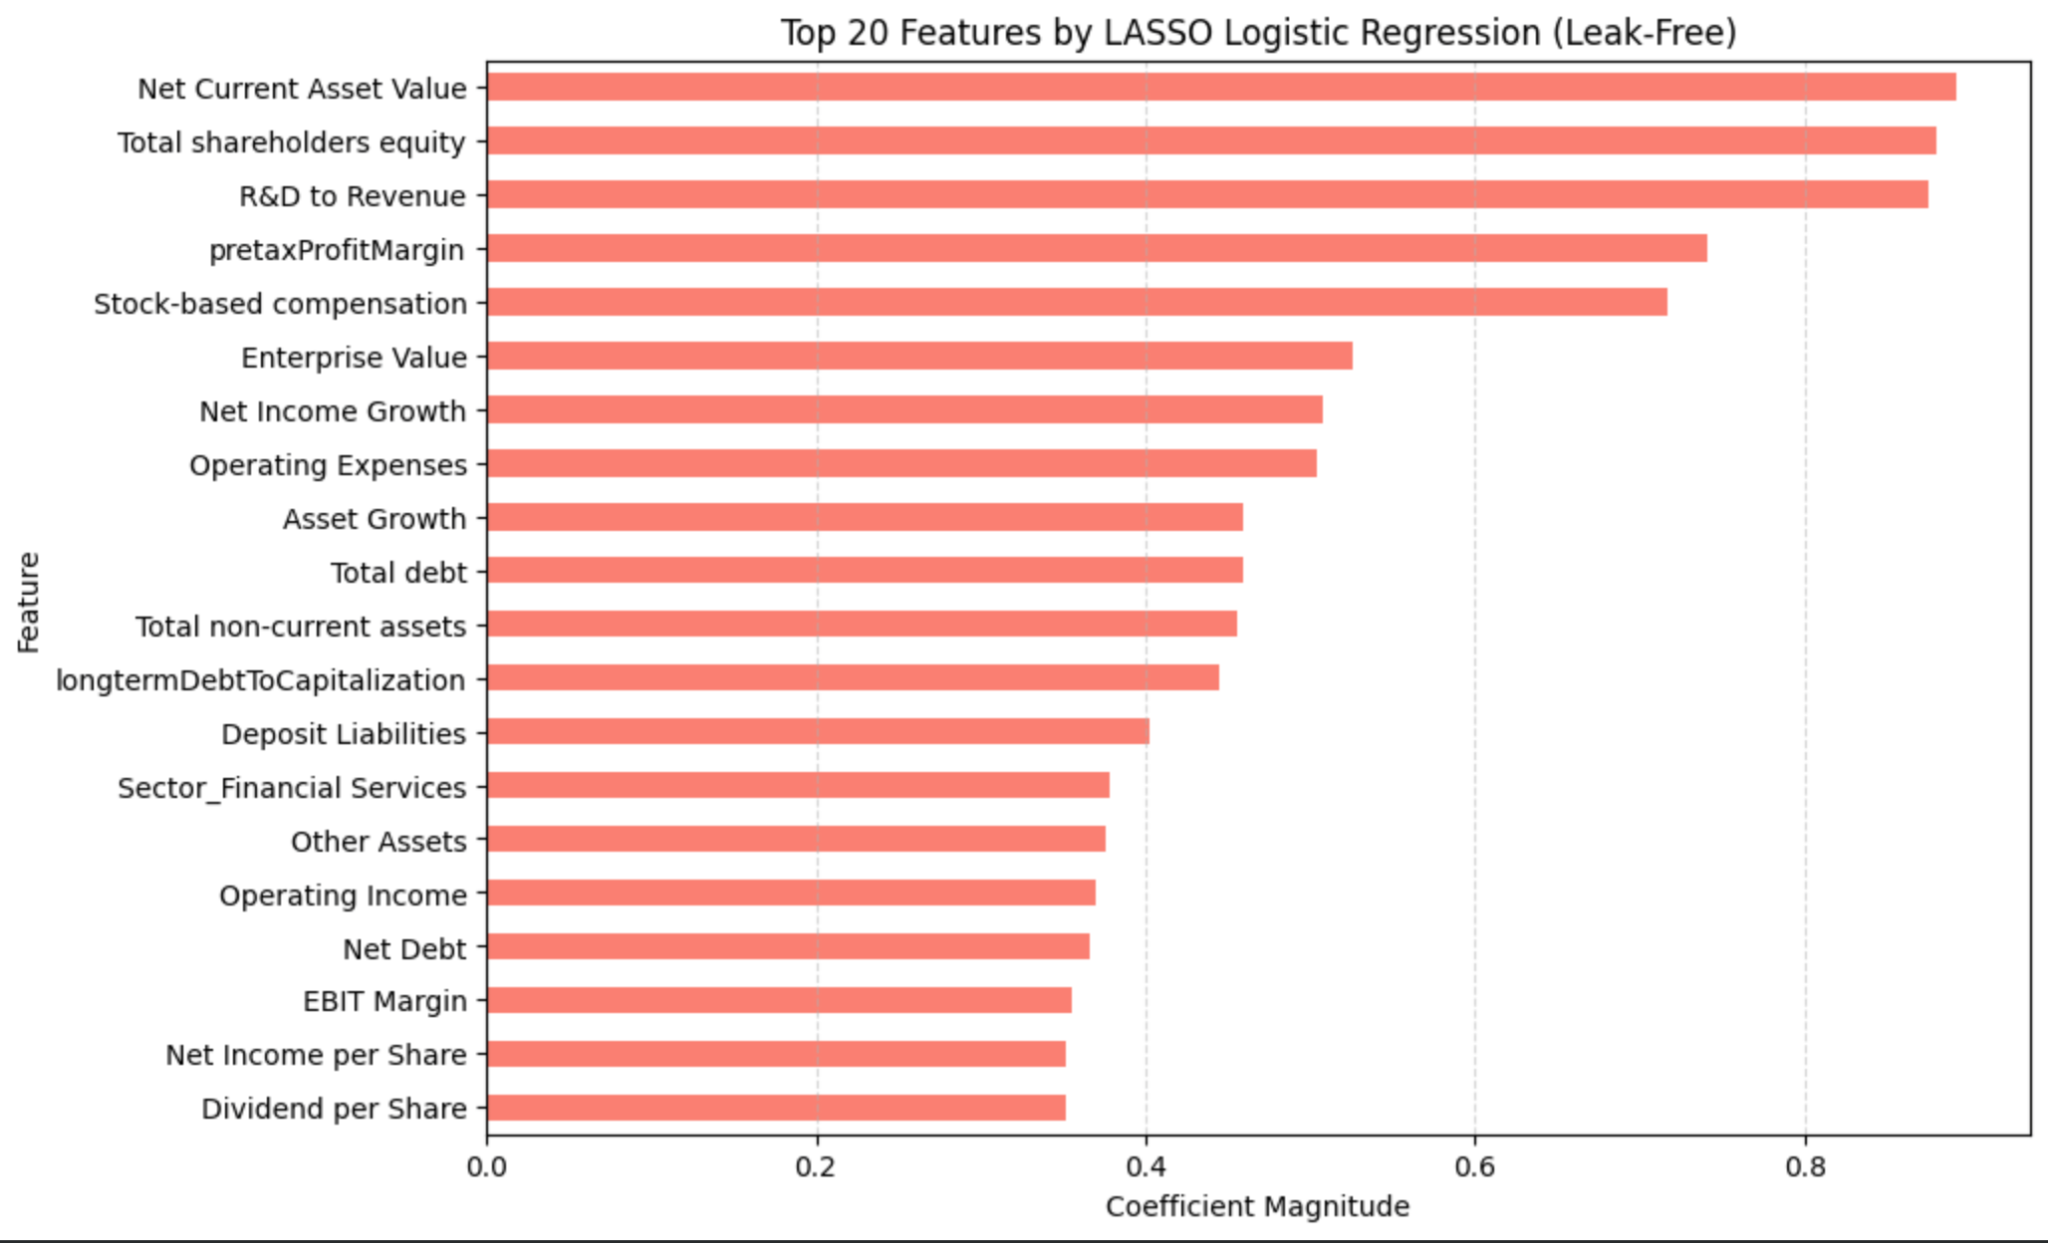 Top 20 Features by LASSO Logistic Regression (Leak-Free)
Net Current Asset Value
Total shareholders equity
R&D to Revenue
pretaxProfitMargin
Stock-based compensation
Enterprise Value
Net Income Growth
Operating Expenses
Asset Growth
Total debt
Total non-current assets
longtermDebtToCapitalization
Deposit Liabilities
Sector_Financial Services
Other Assets
Operating Income
Net Debt
EBIT Margin
Net Income per Share
Dividend per Share
Feature
0.0 0.2 0.4 0.6 0.8
Coefficient Magnitude